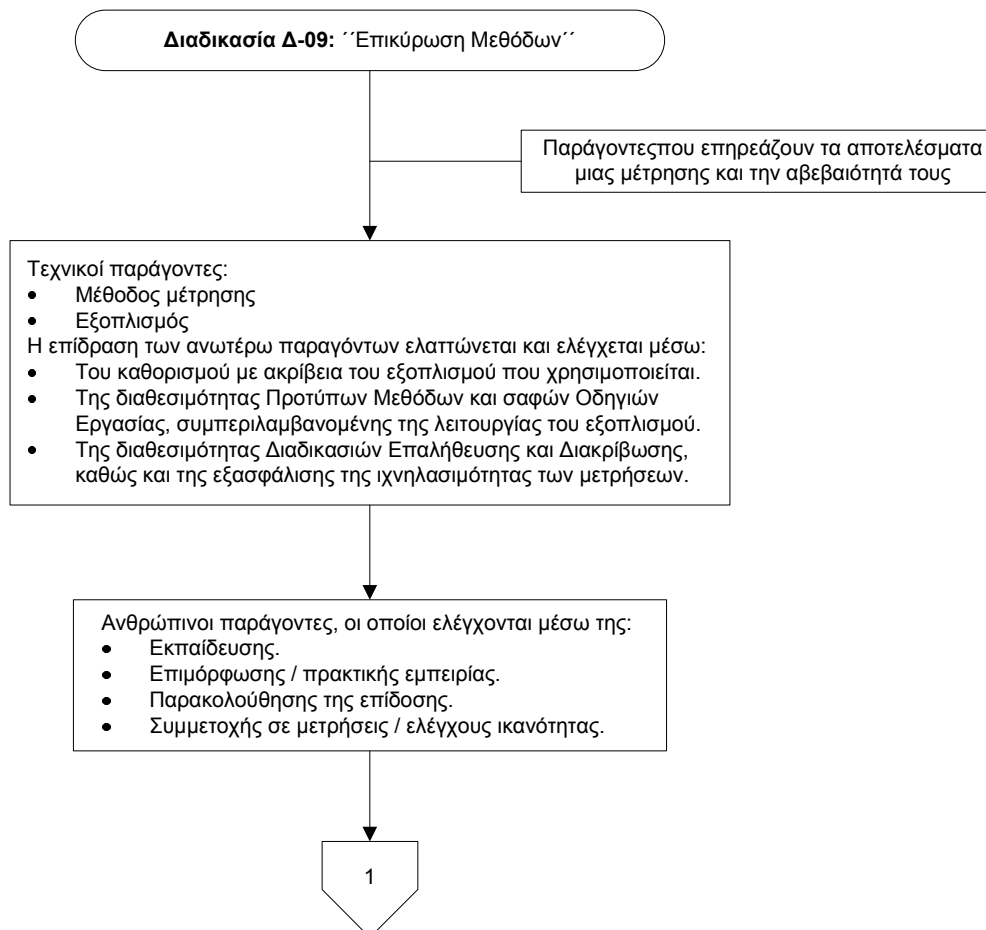 Διαδικασία Δ-09: ΄΄Επικύρωση Μεθόδων΄΄
Παράγοντεςπου επηρεάζουν τα αποτελέσματα
μιας μέτρησης και την αβεβαιότητά τους
Τεχνικοί παράγοντες:
• Μέθοδος μέτρησης
• Εξοπλισμός
Η επίδραση των ανωτέρω παραγόντων ελαττώνεται και ελέγχεται μέσω:
• Του καθορισμού με ακρίβεια του εξοπλισμού που χρησιμοποιείται.
• Της διαθεσιμότητας Προτύπων Μεθόδων και σαφών Οδηγιών
Εργασίας, συμπεριλαμβανομένης της λειτουργίας του εξοπλισμού.
• Της διαθεσιμότητας Διαδικασιών Επαλήθευσης και Διακρίβωσης,
καθώς και της εξασφάλισης της ιχνηλασιμότητας των μετρήσεων.
Ανθρώπινοι παράγοντες, οι οποίοι ελέγχονται μέσω της:
• Εκπαίδευσης.
• Επιμόρφωσης / πρακτικής εμπειρίας.
• Παρακολούθησης της επίδοσης.
• Συμμετοχής σε μετρήσεις / ελέγχους ικανότητας.
1